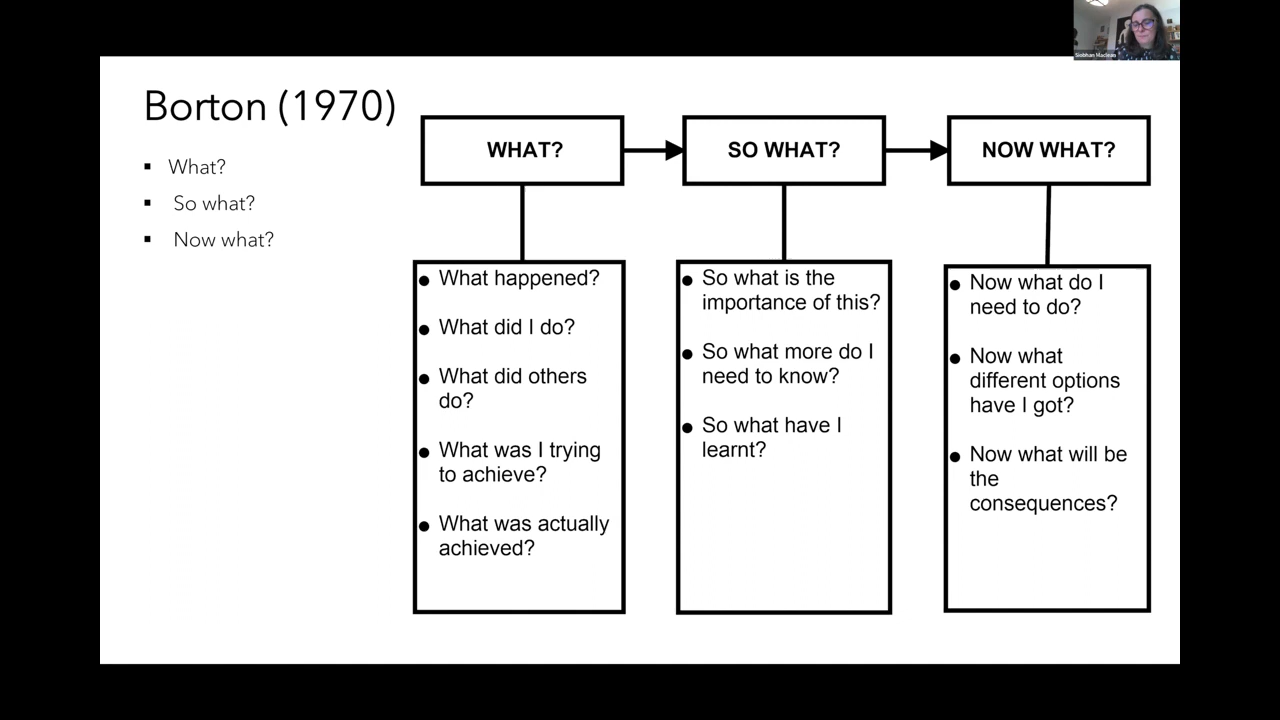 Siobhan Maclean
Borton (1970)
▪ What?
▪ So what?
▪ Now what?
WHAT?
SO WHAT?
NOW WHAT?
● What happened?
● What did I do?
● What did others
do?
● What was I trying
to achieve?
● What was actually
achieved?
● So what is the
importance of this?
● So what more do I
need to know?
● So what have I
learnt?
● Now what do I
need to do?
● Now what
different options
have I got?
● Now what will be
the
consequences?